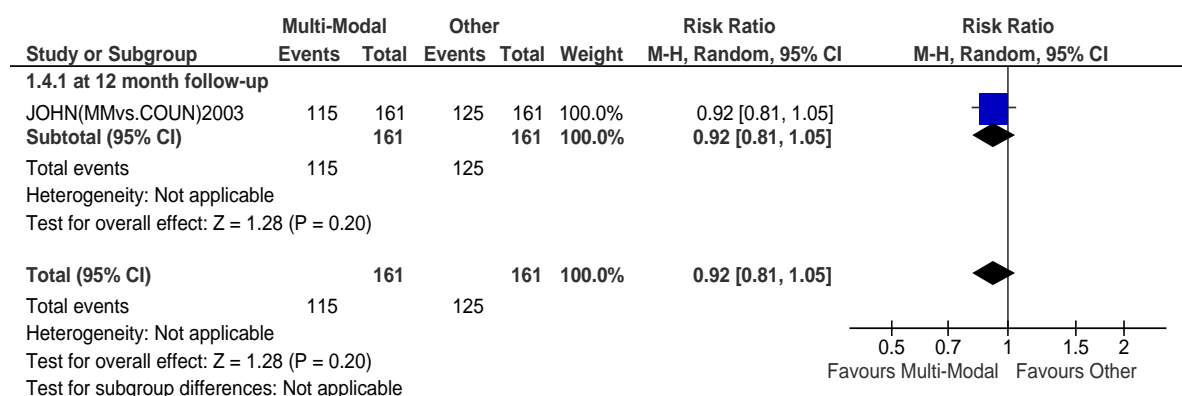 Multi-Modal Other Risk Ratio Risk Ratio
Study or Subgroup Events Total Events Total Weight M-H, Random, 95% CI M-H, Random, 95% CI
1.4.1 at 12 month follow-up
JOHN(MMvs.COUN)2003 115 161 125 161 100.0% 0.92 [0.81, 1.05]
Subtotal (95% CI) 161 161 100.0% 0.92 [0.81, 1.05]
Total events 115 125
Heterogeneity: Not applicable
Test for overall effect: Z = 1.28 (P = 0.20)
Total (95% CI) 161 161 100.0% 0.92 [0.81, 1.05]
Total events 115 125
Heterogeneity: Not applicable
Test for overall effect: Z = 1.28 (P = 0.20)
Test for subgroup differences: Not applicable
0.5 0.7 1 1.5 2
Favours Multi-Modal Favours Other